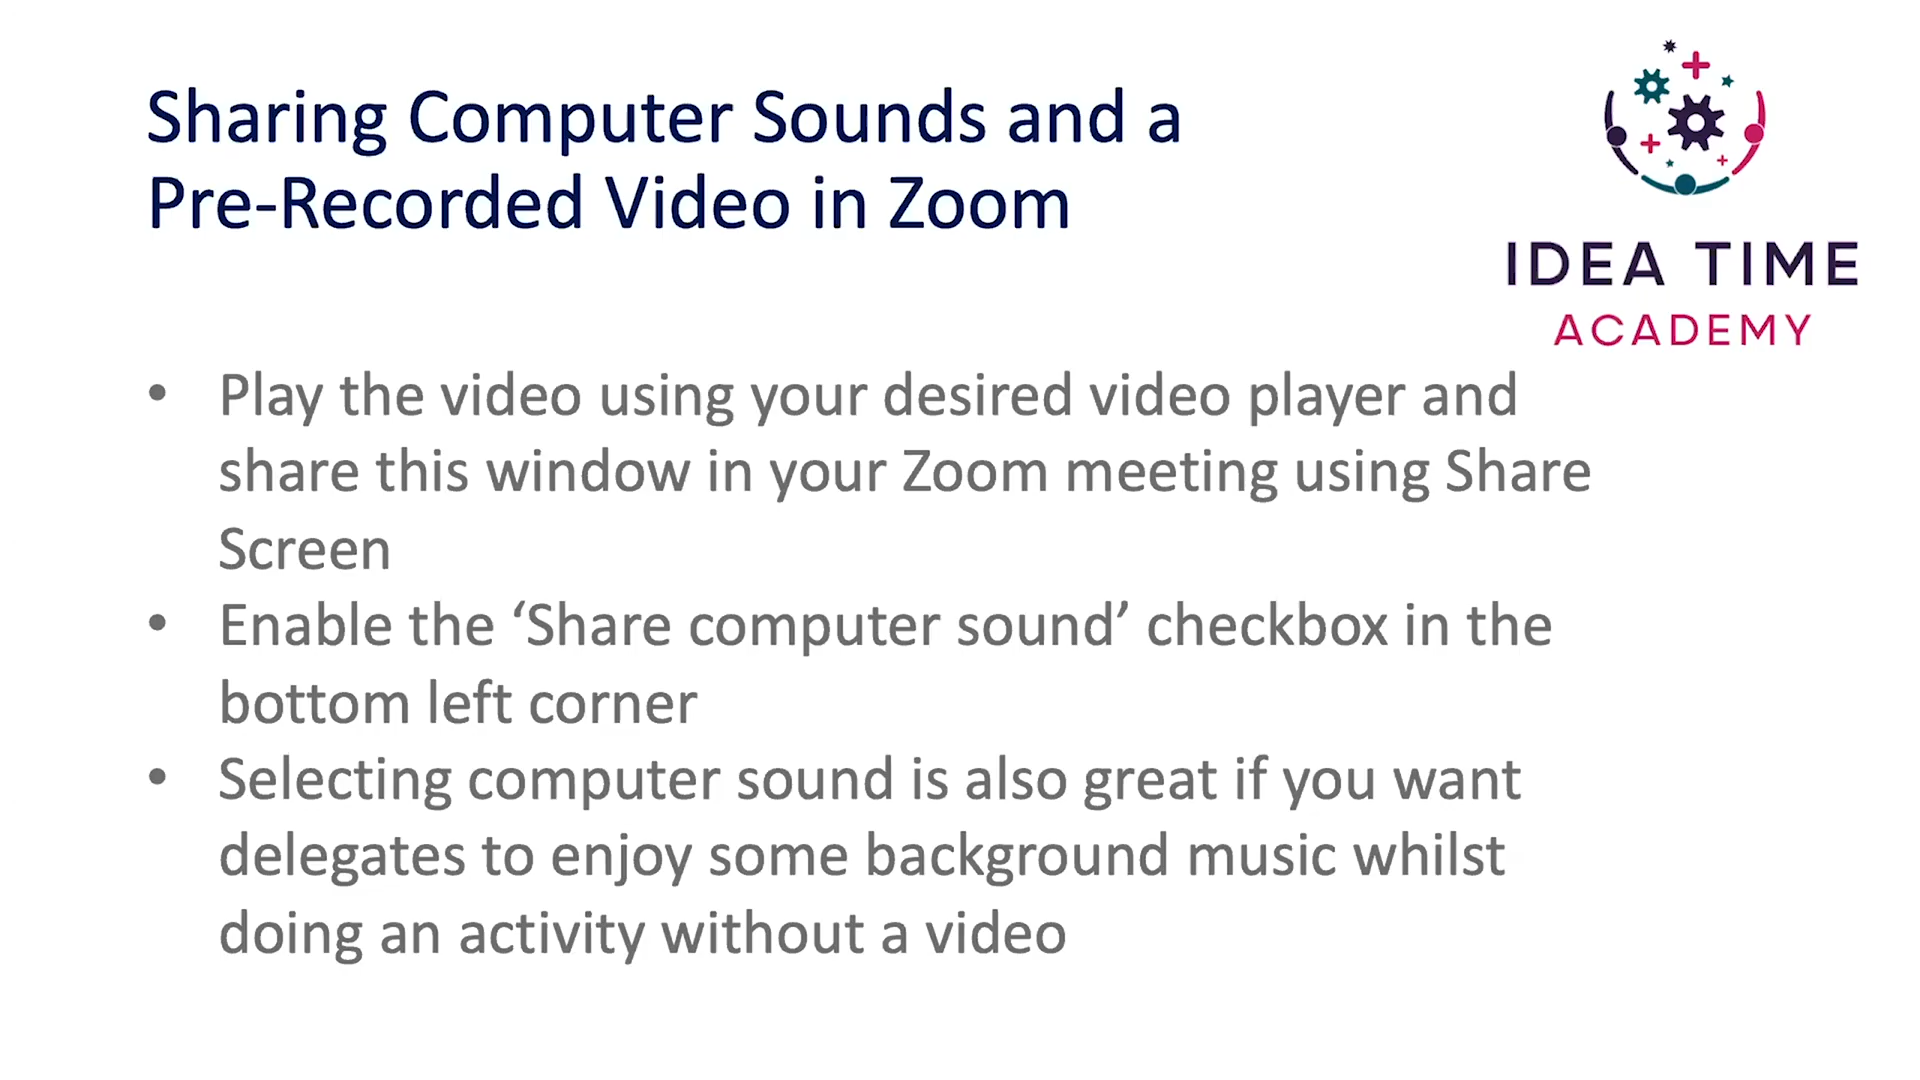 Sharing Computer Sounds and a
Pre-Recorded Video in Zoom
IDEA TIME
ACADEMY
• Play the video using your desired video player and
share this window in your Zoom meeting using Share
Screen
• Enable the ‘Share computer sound’ checkbox in the
bottom left corner
• Selecting computer sound is also great if you want
delegates to enjoy some background music whilst
doing an activity without a video